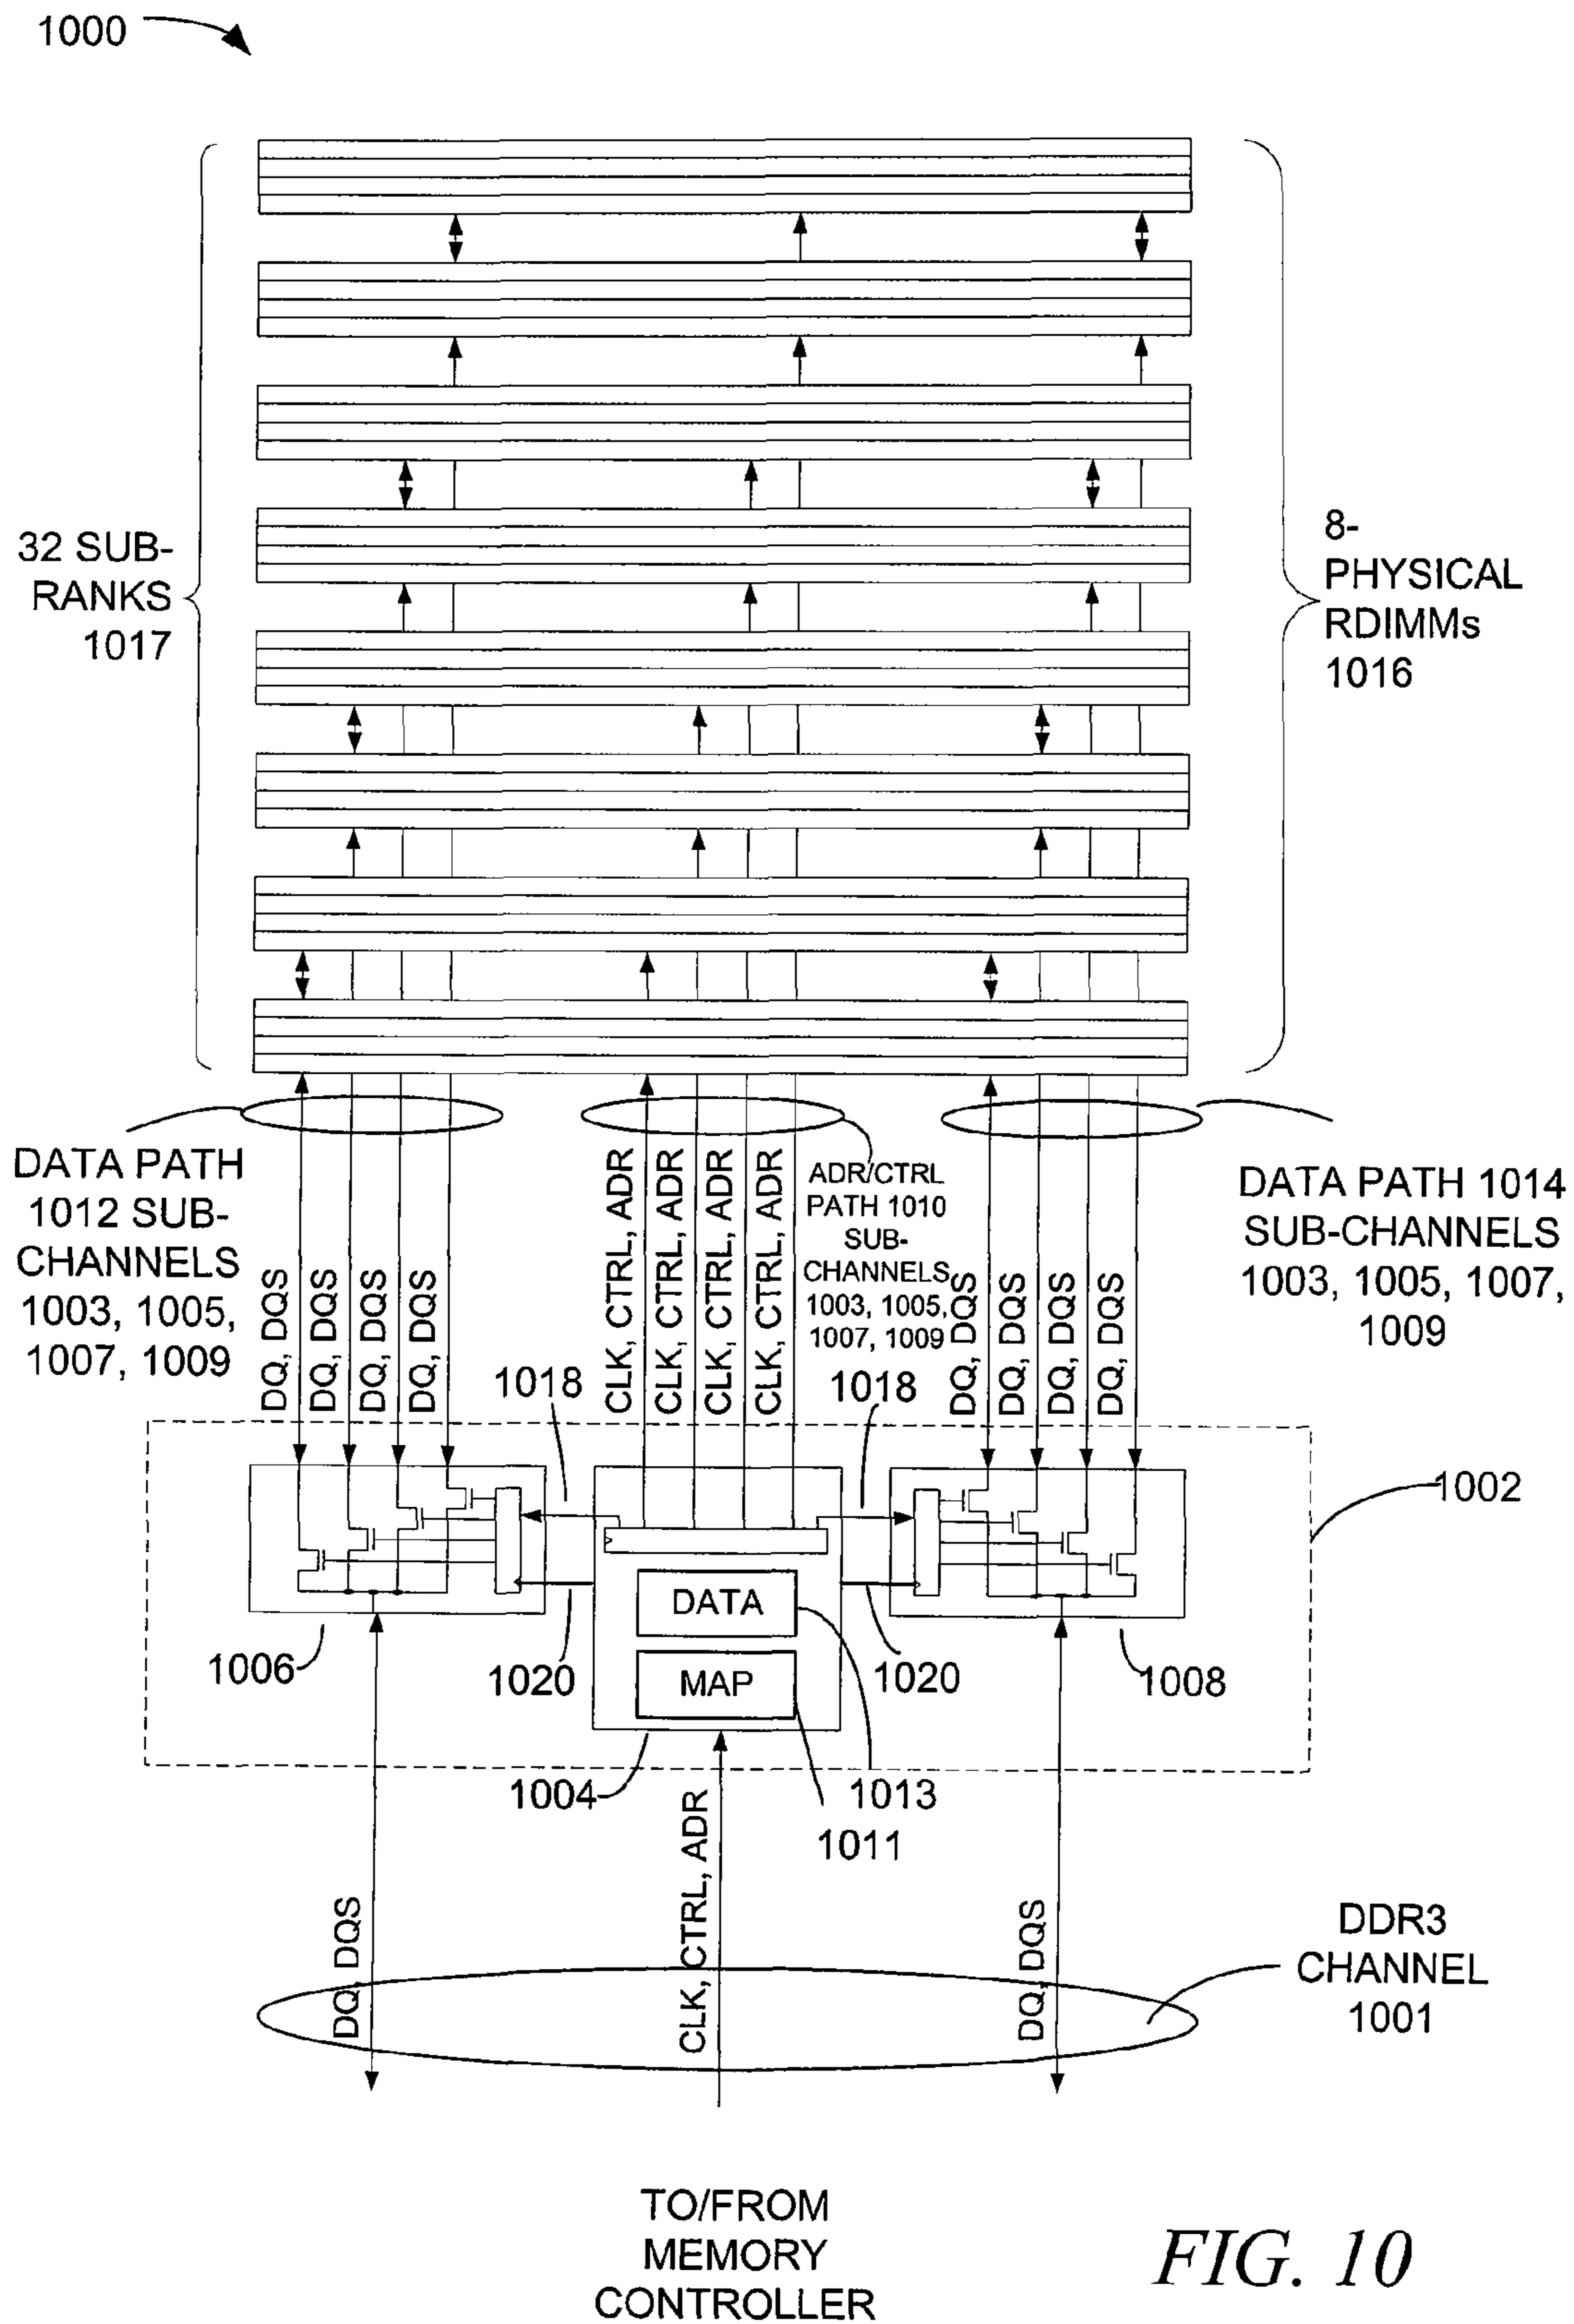 1000
32 SUB-
RANKS
1017
8-
PHYSICAL
RDIMMs
1016
DATA PATH
1012 SUB-
CHANNELS
1003, 1005,
1007, 1009
DQ, DQS
DQ, DQS
DQ, DQS
DQ, DQS
CLK, CTRL, ADR
CLK, CTRL, ADR
CLK, CTRL, ADR
CLK, CTRL, ADR
ADR/CTRL
PATH 1010
SUB-
CHANNELS
1003, 1005,
1007, 1009
DQ, DQS
DQ, DQS
DQ, DQS
DQ, DQS
DATA PATH 1014
SUB-CHANNELS
1003, 1005, 1007,
1009
1018
1018
1002
DATA
MAP
1006
1020
1020
1008
1004
1013
1011
DQ, DQS
CLK, CTRL, ADR
DQ, DQS
DDR3
CHANNEL
1001
TO/FROM
MEMORY
CONTROLLER
FIG. 10